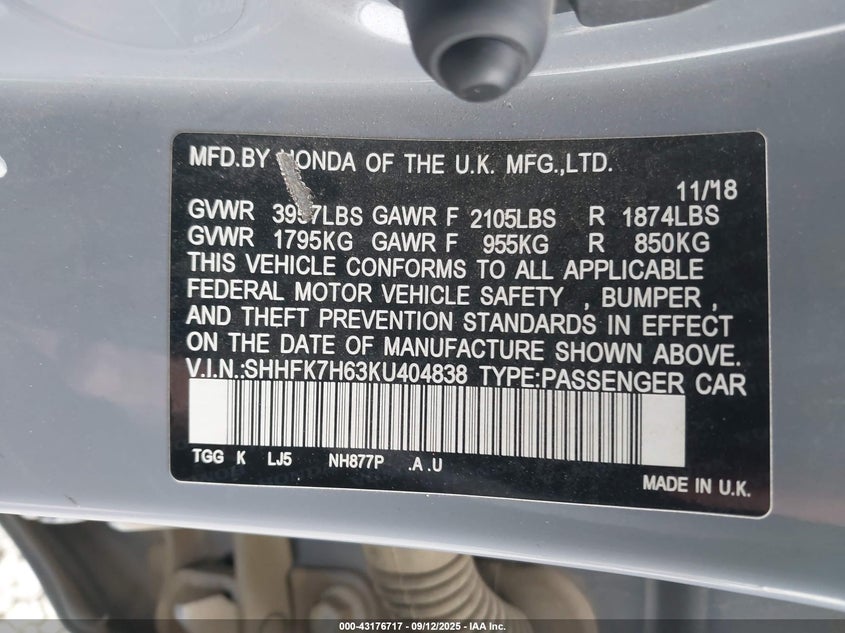 MFD.BY HONDA OF THE U.K. MFG.,LTD.
11/18
GVWR 3957LBS GAWR F 2105LBS R 1874LBS
GVWR 1795KG GAWR F 955KG R 850KG
THIS VEHICLE CONFORMS TO ALL APPLICABLE
FEDERAL MOTOR VEHICLE SAFETY , BUMPER ,
AND THEFT PREVENTION STANDARDS IN EFFECT
ON THE DATE OF MANUFACTURE SHOWN ABOVE.
V.I.N.:SHHFK7H63KU404838 TYPE:PASSENGER CAR
TGG K LJ5 NH877P .A .U
MADE IN U.K.
000-43176717 - 09/12/2025 - IAA Inc.